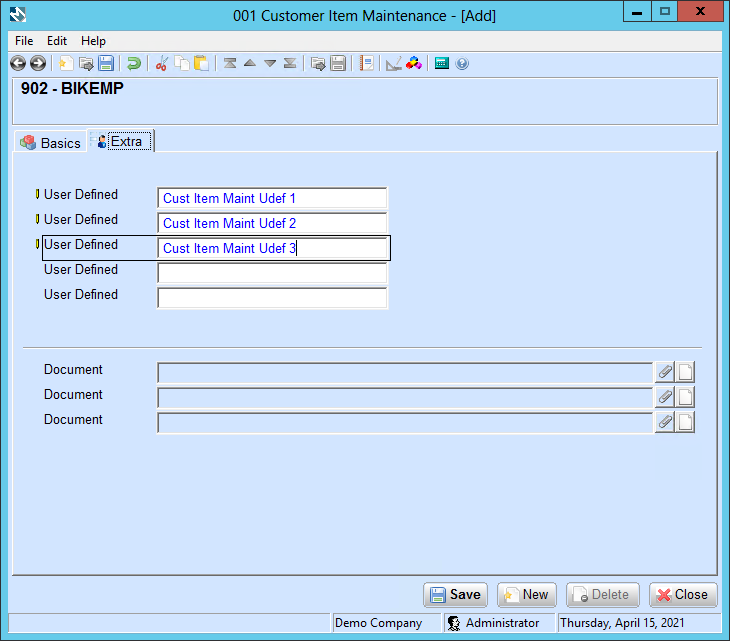 001 Customer Item Maintenance - [Add]
File Edit Help
902 - BIKEMP
Basics Extra
User Defined Cust Item Maint Udef 1
User Defined Cust Item Maint Udef 2
User Defined Cust Item Maint Udef 3
User Defined
User Defined
Document
Document
Document
Save New Delete Close
Demo Company Administrator Thursday, April 15, 2021